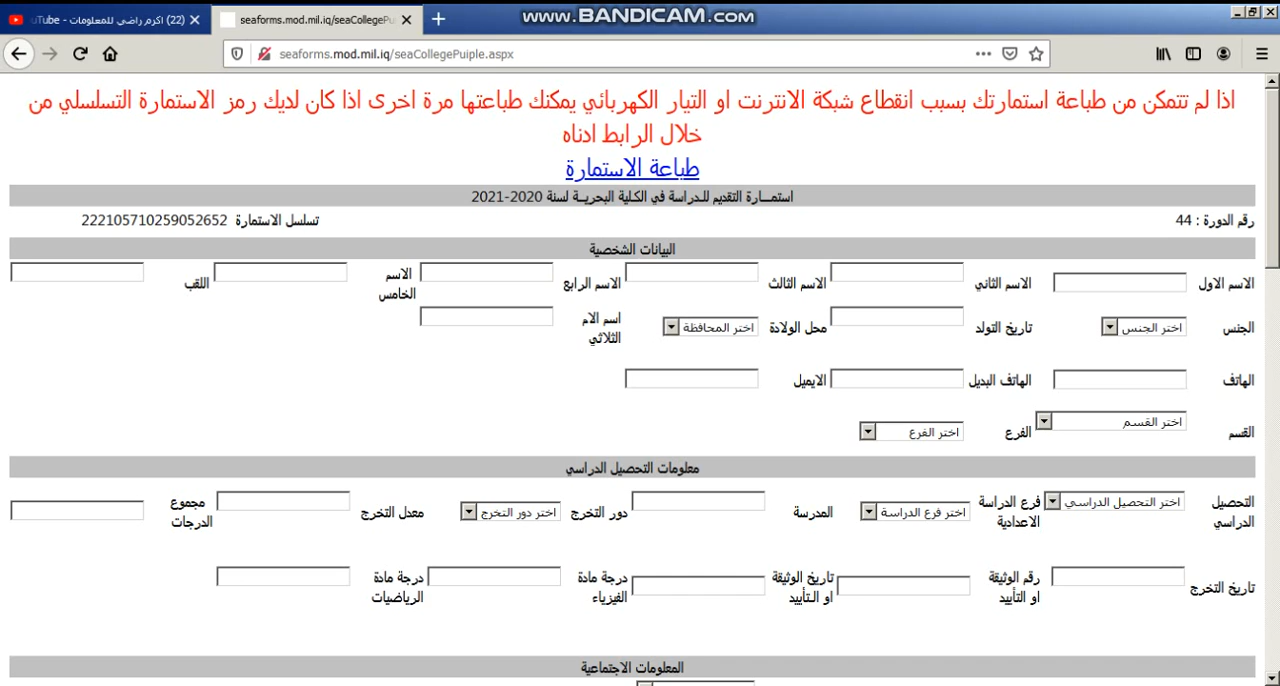 www.BANDICAM.com
(22) اكرم راضي للمعلومات - uTube
seaforms.mod.mil.iq/seaCollegePu
seaforms.mod.mil.iq/seaCollegePuiple.aspx
اذا لم تتمكن من طباعة استمارتك بسبب انقطاع شبكة الانترنت او التيار الكهربائي يمكنك طباعتها مرة اخرى اذا كان لديك رمز الاستمارة التسلسلي من
خلال الرابط ادناه
طباعة الاستمارة
استمـــارة التقديم للـدراسة في الكـلية البحريــة لسنة 2020-2021
رقم الدورة : 44 تسلسل الاستمارة 222105710259052652
البيانات الشخصية
الاسم الاول الاسم الثاني الاسم الثالث الاسم الرابع الاسم الخامس اللقب
الجنس اختر الجنس تاريخ التولد محل الولادة اختر المحافظة اسم الام الثلاثي
الهاتف الهاتف البديل الايميل
القسم اختر القسم الفرع اختر الفرع
معلومات التحصيل الدراسي
التحصيل الدراسي اختر التحصيل الدراسي فرع الدراسة الاعدادية اختر فرع الدراسة المدرسة دور التخرج اختر دور التخرج معدل التخرج مجموع الدرجات
تاريخ التخرج رقم الوثيقة او التأييد تاريخ الوثيقة او التأييد درجة مادة الفيزياء درجة مادة الرياضيات
المعلومات الاجتماعية